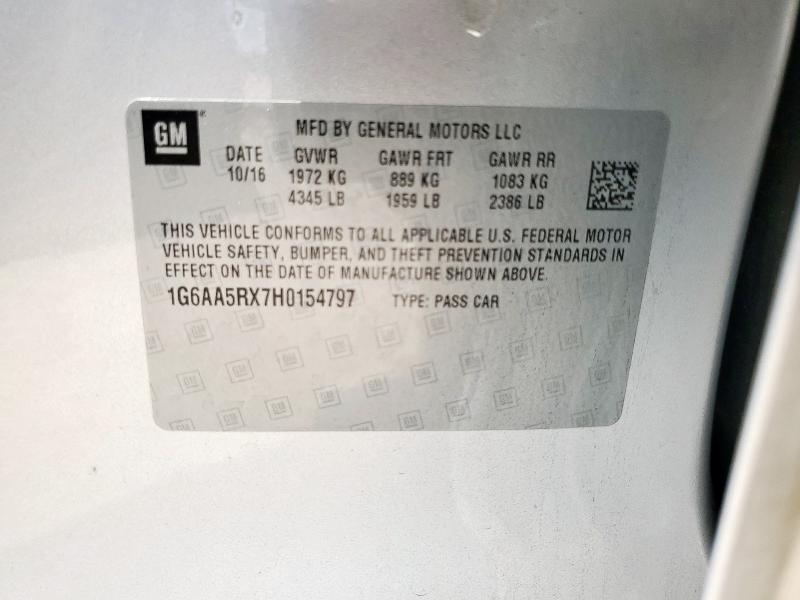 GM
MFD BY GENERAL MOTORS LLC
DATE GVWR GAWR FRT GAWR RR
10/16 1972 KG 889 KG 1083 KG
4345 LB 1959 LB 2386 LB
THIS VEHICLE CONFORMS TO ALL APPLICABLE U.S. FEDERAL MOTOR
VEHICLE SAFETY, BUMPER, AND THEFT PREVENTION STANDARDS IN
EFFECT ON THE DATE OF MANUFACTURE SHOWN ABOVE.
1G6AA5RX7H0154797 TYPE: PASS CAR